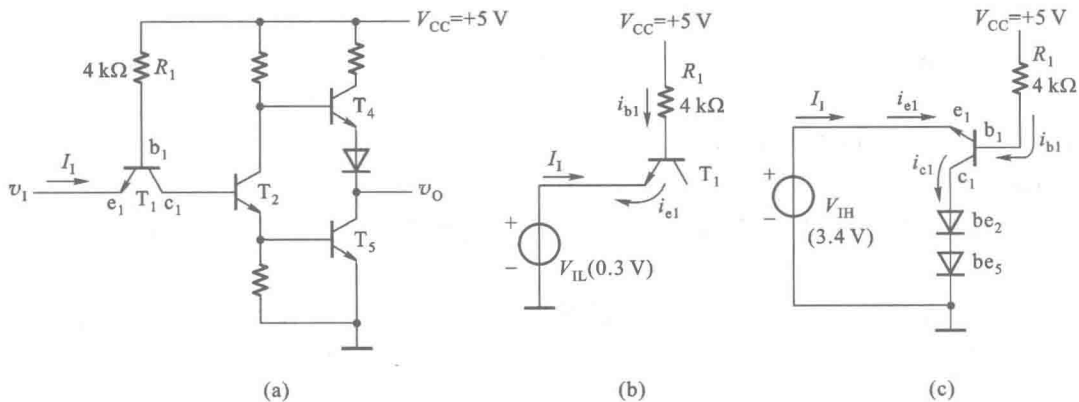 V_CC=+5 V
4 kΩ R_1
I_I
b_1
v_I
e_1 T_1 c_1
T_2
T_4
v_O
T_5
(a)
V_CC=+5 V
R_1
i_b1 4 kΩ
I_I
T_1
i_e1
+
−
V_IL(0.3 V)
(b)
V_CC=+5 V
R_1
4 kΩ
I_I i_e1
e_1 b_1
i_b1
i_c1
c_1
+
−
V_IH
(3.4 V)
be_2
be_5
(c)